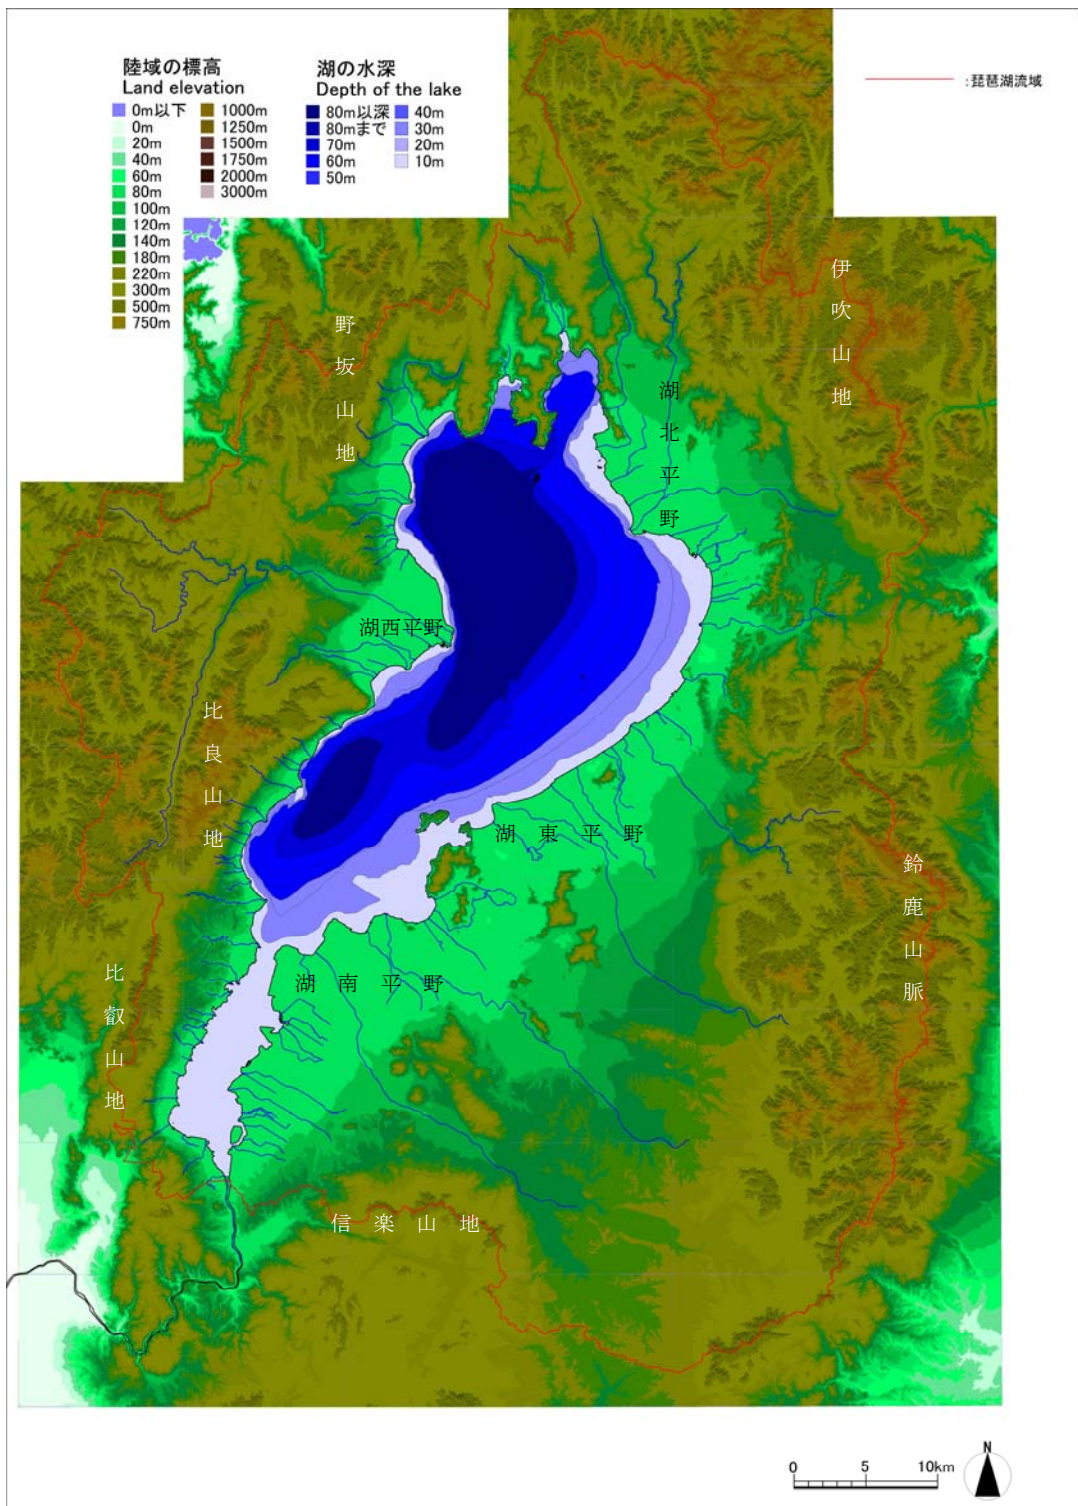 陸域の標高
Land elevation
0m以下
0m
20m
40m
60m
80m
100m
120m
140m
180m
220m
300m
500m
750m
1000m
1250m
1500m
1750m
2000m
3000m
湖の水深
Depth of the lake
80m以深
80mまで
70m
60m
50m
40m
30m
20m
10m
:琵琶湖流域
伊吹山地
野坂山地
湖北平野
湖西平野
比良山地
湖東平野
鈴鹿山脈
湖南平野
比叡山地
信楽山地
0 5 10km
N